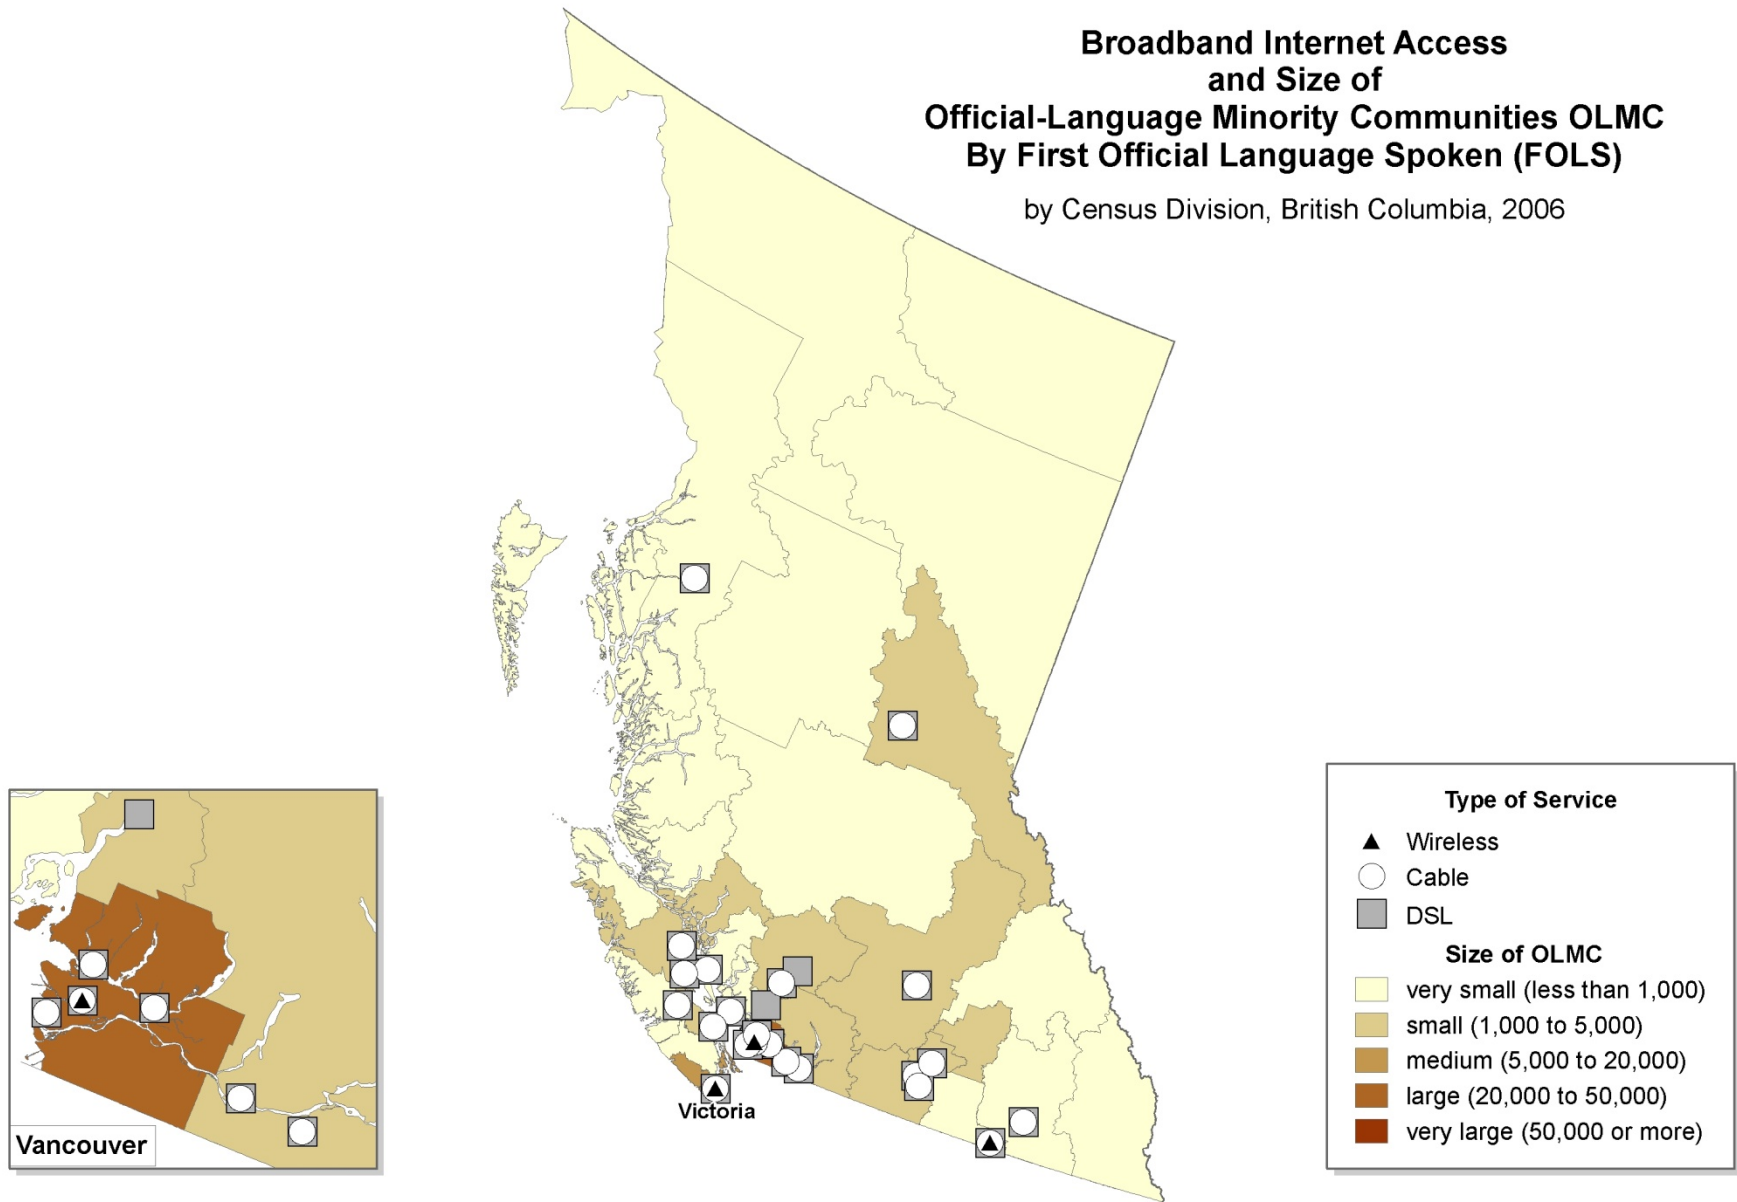 Broadband Internet Access
and Size of
Official-Language Minority Communities OLMC
By First Official Language Spoken (FOLS)
by Census Division, British Columbia, 2006
Victoria
Vancouver
Type of Service
Wireless
Cable
DSL
Size of OLMC
very small (less than 1,000)
small (1,000 to 5,000)
medium (5,000 to 20,000)
large (20,000 to 50,000)
very large (50,000 or more)